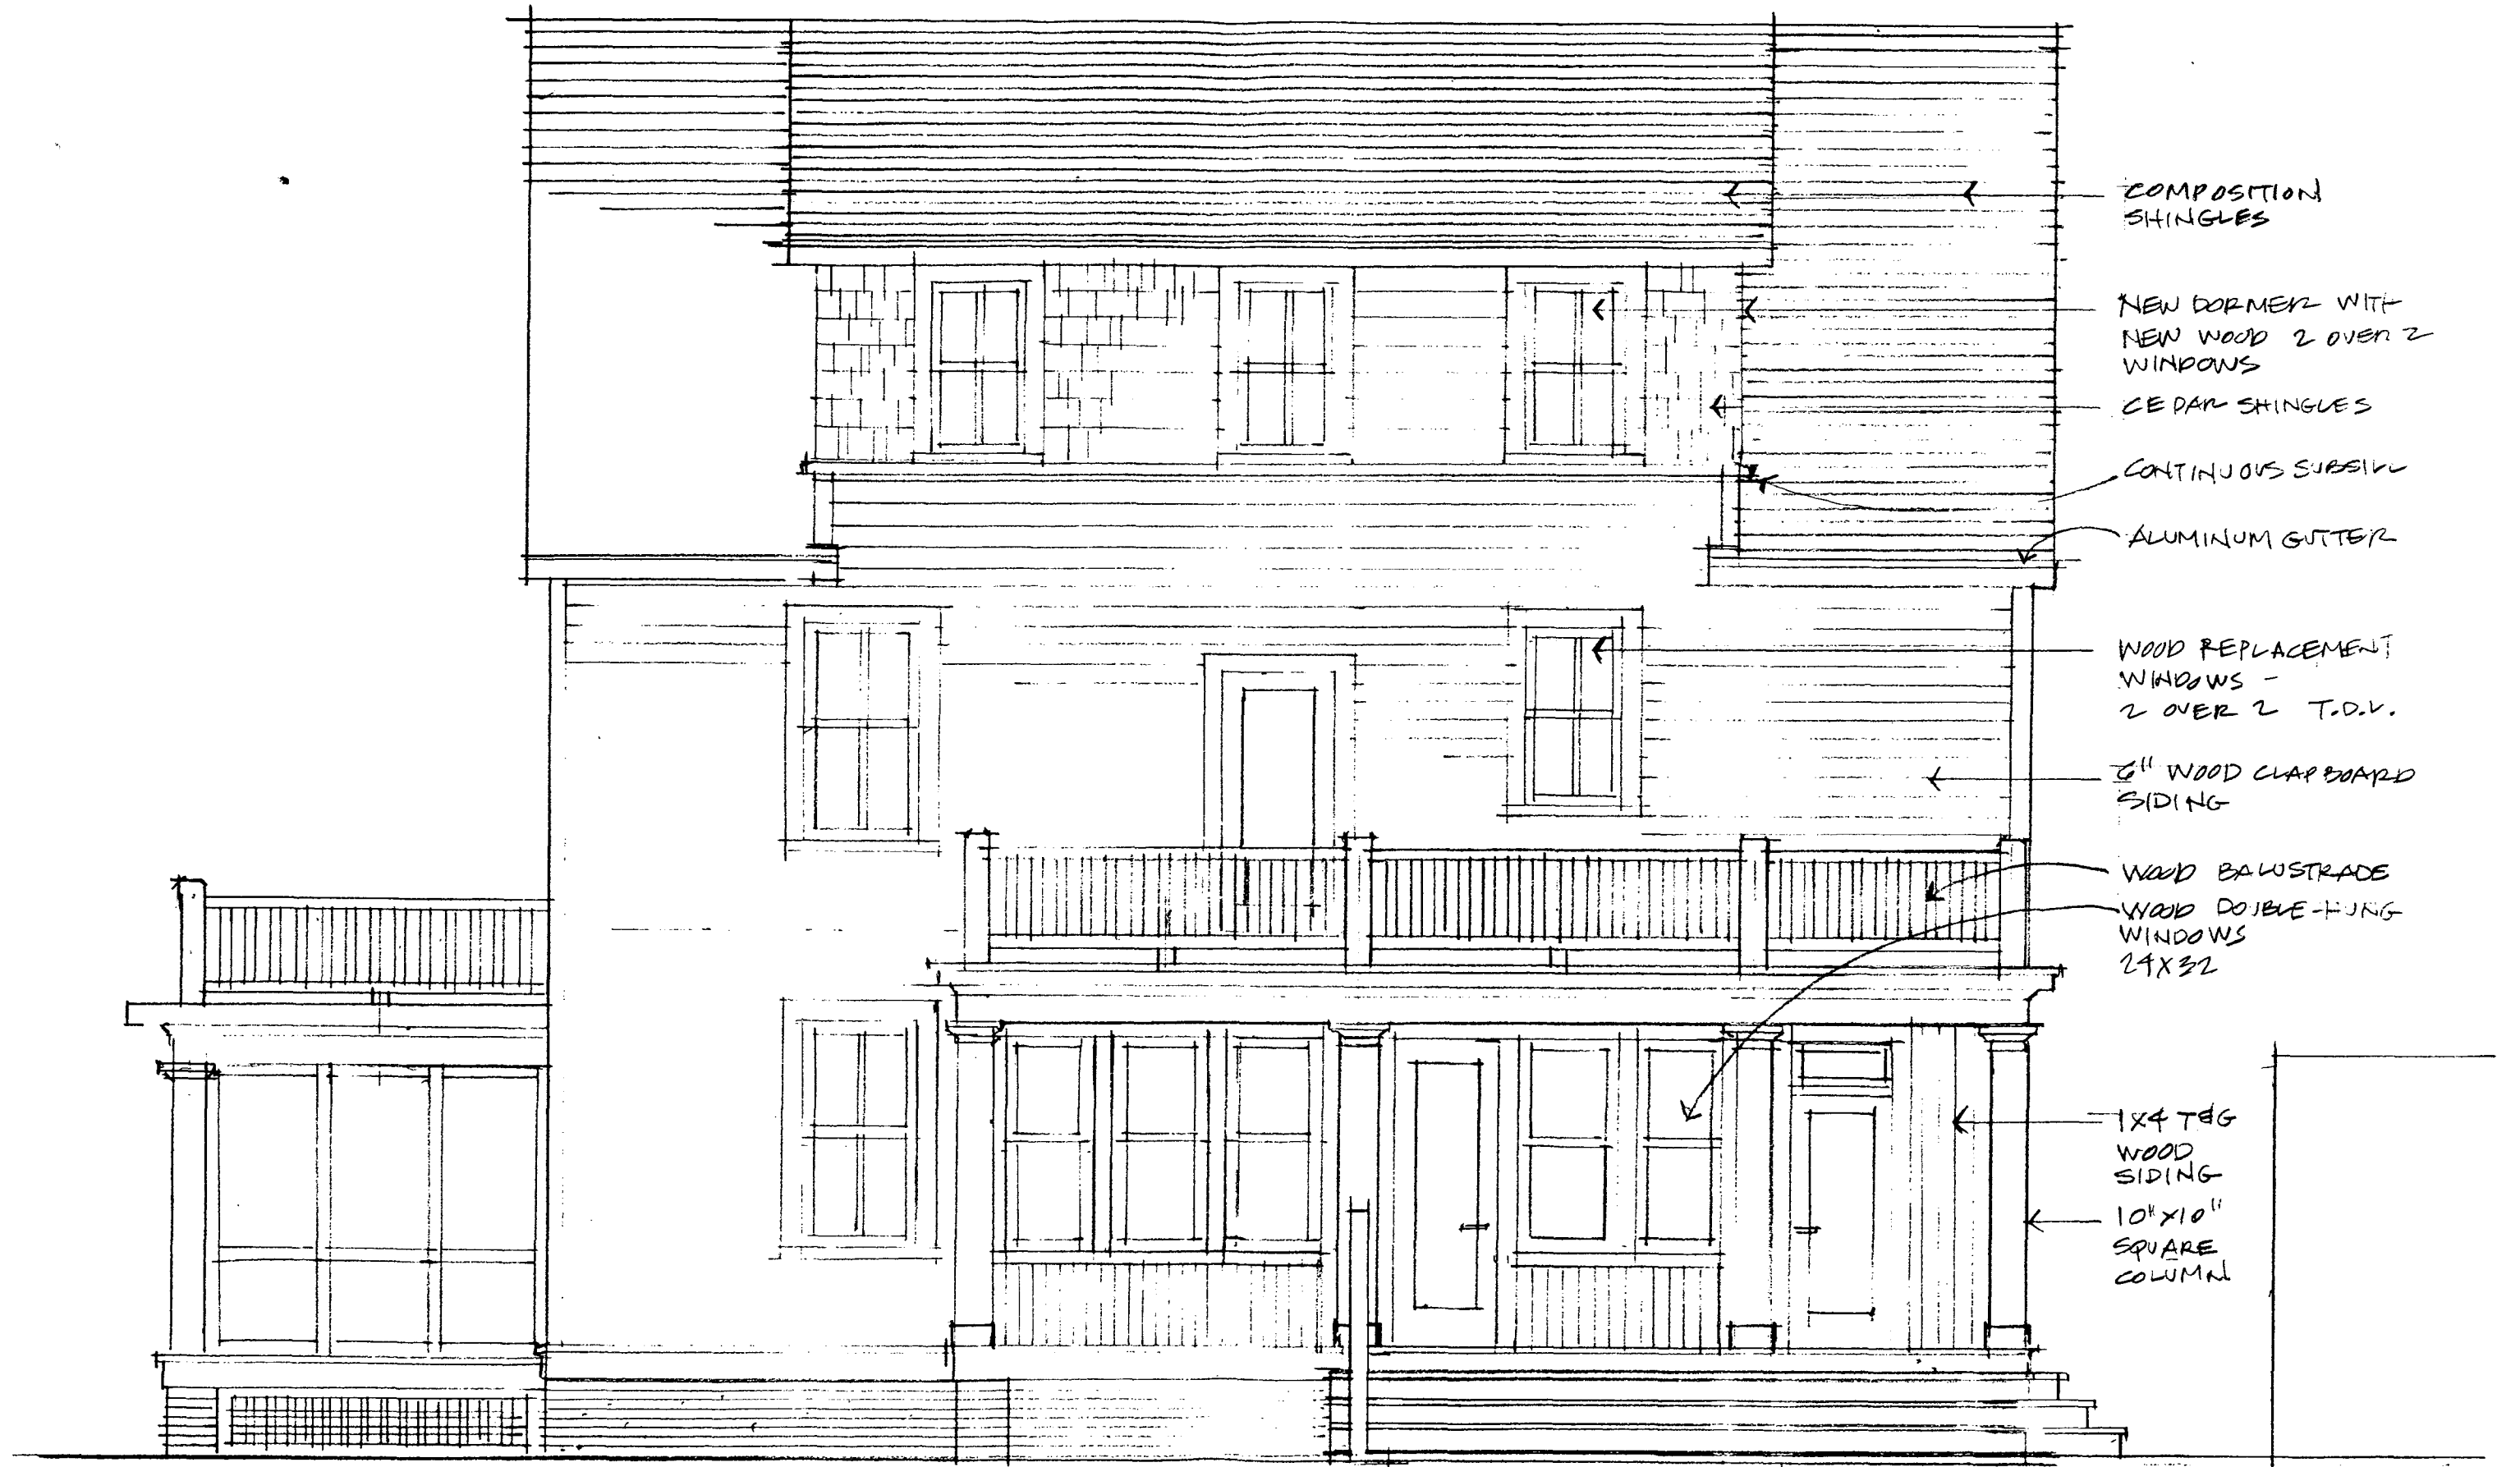 COMPOSITION
SHINGLES
NEW DORMER WITH
NEW WOOD 2 OVER 2
WINDOWS
CEDAR SHINGLES
CONTINUOUS SUBSILL
ALUMINUM GUTTER
WOOD REPLACEMENT
WINDOWS -
2 OVER 2 T.D.L.
6" WOOD CLAPBOARD
SIDING
WOOD BALUSTRADE
WOOD DOUBLE-HUNG
WINDOWS
24X32
1X4 T&G
WOOD
SIDING
10"X10"
SQUARE
COLUMN